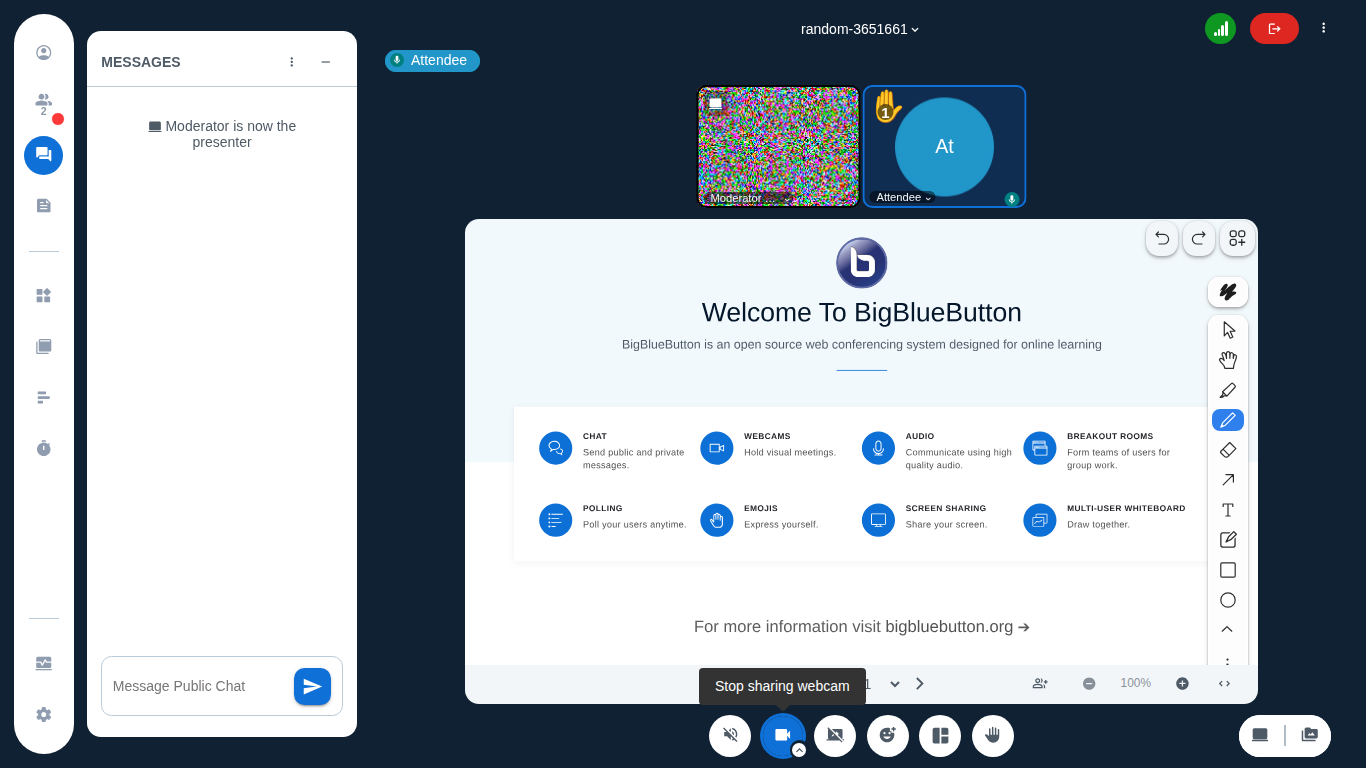 random-3651661
MESSAGES
Attendee
2
Moderator is now the
presenter
1
At
Moderator ...
Attendee
Welcome To BigBlueButton
BigBlueButton is an open source web conferencing system designed for online learning
CHAT
Send public and private
messages.
WEBCAMS
Hold visual meetings.
AUDIO
Communicate using high
quality audio.
BREAKOUT ROOMS
Form teams of users for
group work.
POLLING
Poll your users anytime.
EMOJIS
Express yourself.
SCREEN SHARING
Share your screen.
MULTI-USER WHITEBOARD
Draw together.
For more information visit bigbluebutton.org →
Message Public Chat
Stop sharing webcam
1
100%